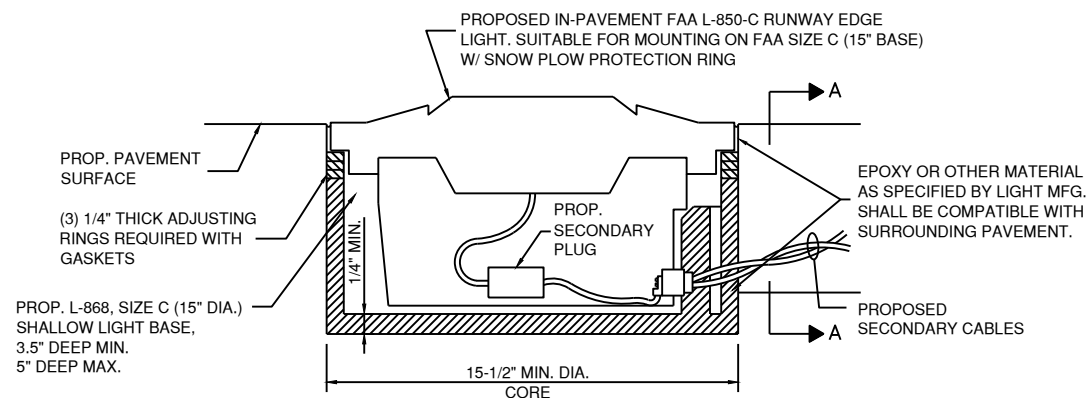 PROPOSED IN-PAVEMENT FAA L-850-C RUNWAY EDGE
LIGHT. SUITABLE FOR MOUNTING ON FAA SIZE C (15" BASE)
W/ SNOW PLOW PROTECTION RING
A
PROP. PAVEMENT
SURFACE
(3) 1/4" THICK ADJUSTING
RINGS REQUIRED WITH
GASKETS
PROP. L-868, SIZE C (15" DIA.)
SHALLOW LIGHT BASE,
3.5" DEEP MIN.
5" DEEP MAX.
1/4" MIN.
PROP.
SECONDARY
PLUG
EPOXY OR OTHER MATERIAL
AS SPECIFIED BY LIGHT MFG.
SHALL BE COMPATIBLE WITH
SURROUNDING PAVEMENT.
PROPOSED
SECONDARY CABLES
A
15-1/2" MIN. DIA.
CORE